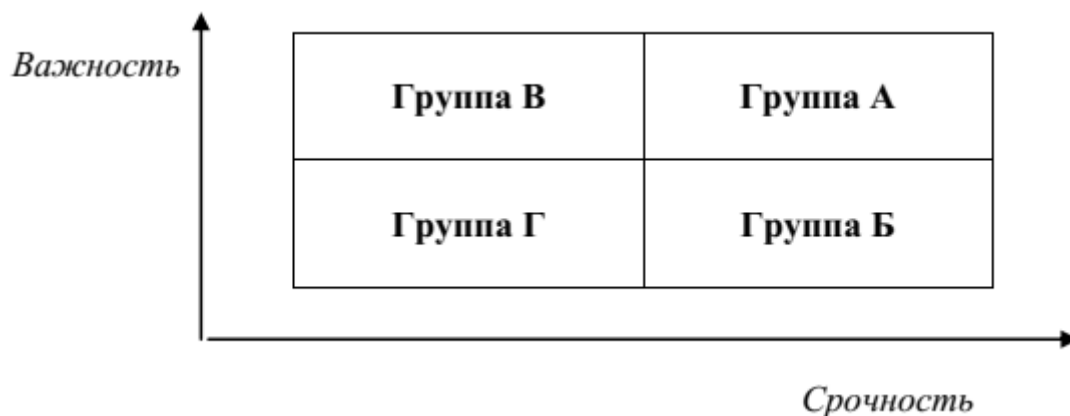 Важность
Группа В
Группа А
Группа Г
Группа Б
Срочность